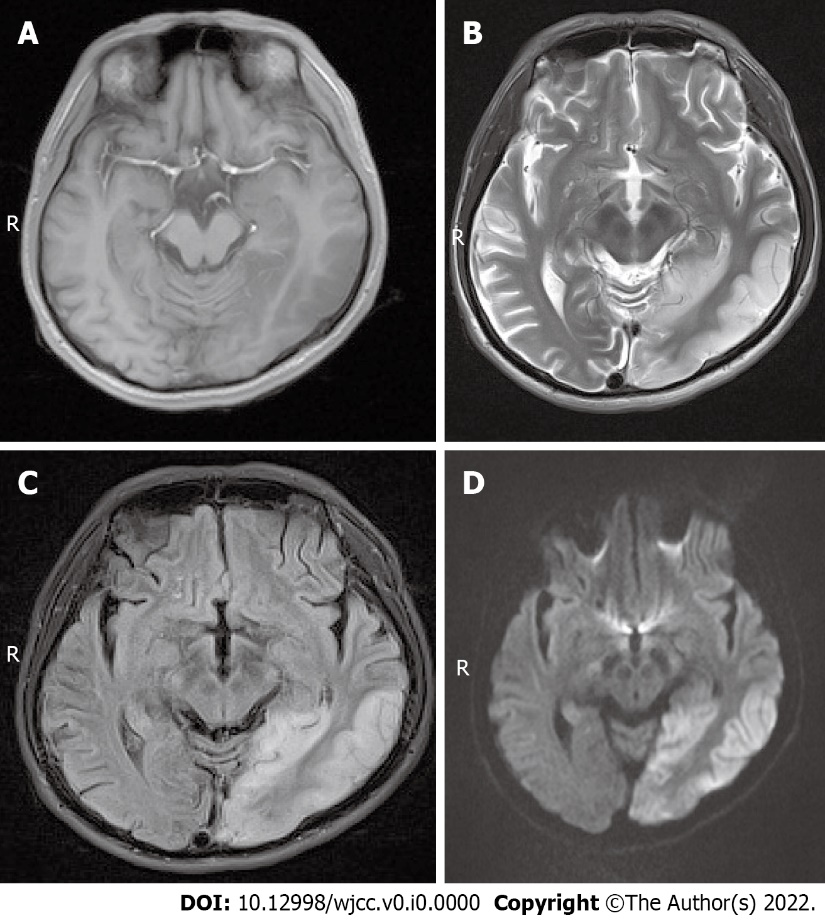 A
B
R
R
C
D
R
R
DOI: 10.12998/wjcc.v0.i0.0000 Copyright ©The Author(s) 2022.